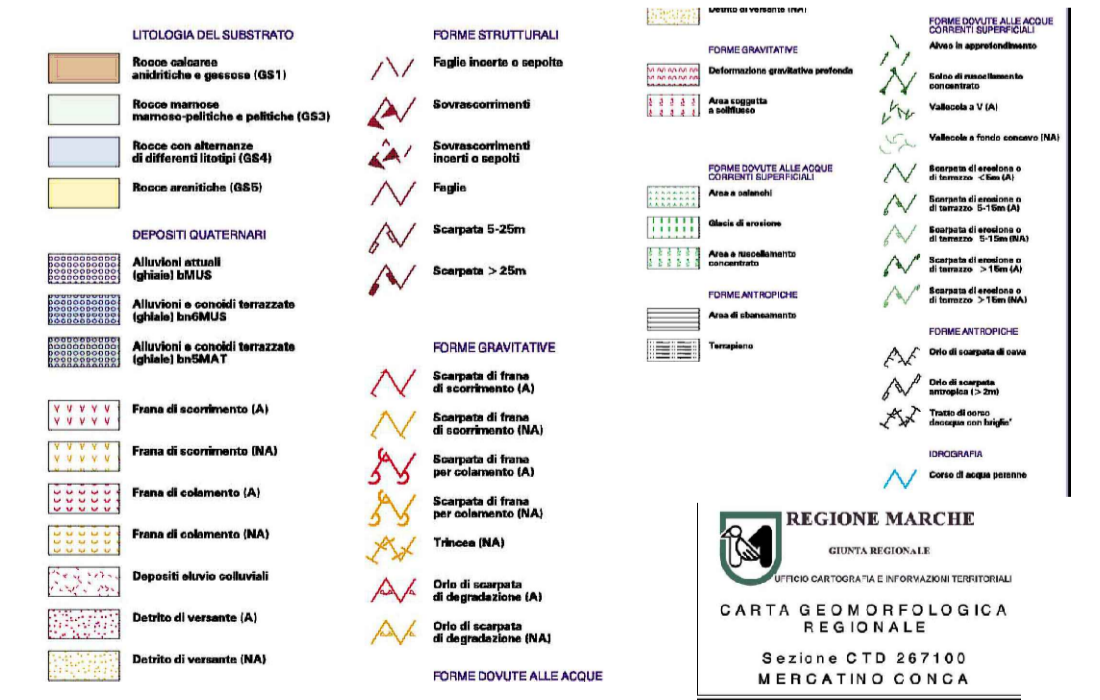 LITOLOGIA DEL SUBSTRATO
Rocce calcaree
anidritiche e gessose (GS1)
Rocce marnose
marnoso-pelitiche e pelitiche (GS3)
Rocce con alternanze
di differenti litotipi (GS4)
Rocce arenitiche (GS5)
DEPOSITI QUATERNARI
Alluvioni attuali
(ghiaie) bMUS
Alluvioni e conoidi terrazzate
(ghiaie) bn6MUS
Alluvioni e conoidi terrazzate
(ghiaie) bn5MAT
Frana di scorrimento (A)
Frana di scorrimento (NA)
Frana di colamento (A)
Frana di colamento (NA)
Depositi eluvio colluviali
Detrito di versante (A)
Detrito di versante (NA)
FORME STRUTTURALI
Faglie incerte o sepolte
Sovrascorrimenti
Sovrascorrimenti
incerti o sepolti
Faglie
Scarpata 5-25m
Scarpata > 25m
FORME GRAVITATIVE
Scarpata di frana
di scorrimento (A)
Scarpata di frana
di scorrimento (NA)
Scarpata di frana
per colamento (A)
Scarpata di frana
per colamento (NA)
Trincea (NA)
Orlo di scarpata
di degradazione (A)
Orlo di scarpata
di degradazione (NA)
FORME DOVUTE ALLE ACQUE
Detrito di versante (NA)
FORME GRAVITATIVE
Deformazione gravitativa profonda
Area soggetta
a soliflusso
FORME DOVUTE ALLE ACQUE
CORRENTI SUPERFICIALI
Area a calanchi
Glacis di erosione
Area a ruscellamento
concentrato
FORME ANTROPICHE
Area di sbancamento
Terrapieno
FORME DOVUTE ALLE ACQUE
CORRENTI SUPERFICIALI
Alveo in approfondimento
Solco di ruscellamento
concentrato
Vallecola a V (A)
Vallecola a fondo concavo (NA)
Scarpata di erosione o
di terrazzo <5m (A)
Scarpata di erosione o
di terrazzo 5-15m (A)
Scarpata di erosione o
di terrazzo 5-15m (NA)
Scarpata di erosione o
di terrazzo >15m (A)
Scarpata di erosione o
di terrazzo >15m (NA)
FORME ANTROPICHE
Orlo di scarpata di cava
Orlo di scarpata
antropica (>2m)
Tratto di corso
dacqua con briglie'
IDROGRAFIA
Corso di acqua perenne
REGIONE MARCHE
GIUNTA REGIONALE
UFFICIO CARTOGRAFIA E INFORMAZIONI TERRITORIALI
CARTA GEOMORFOLOGICA
REGIONALE
Sezione CTD 267100
MERCATINO CONCA